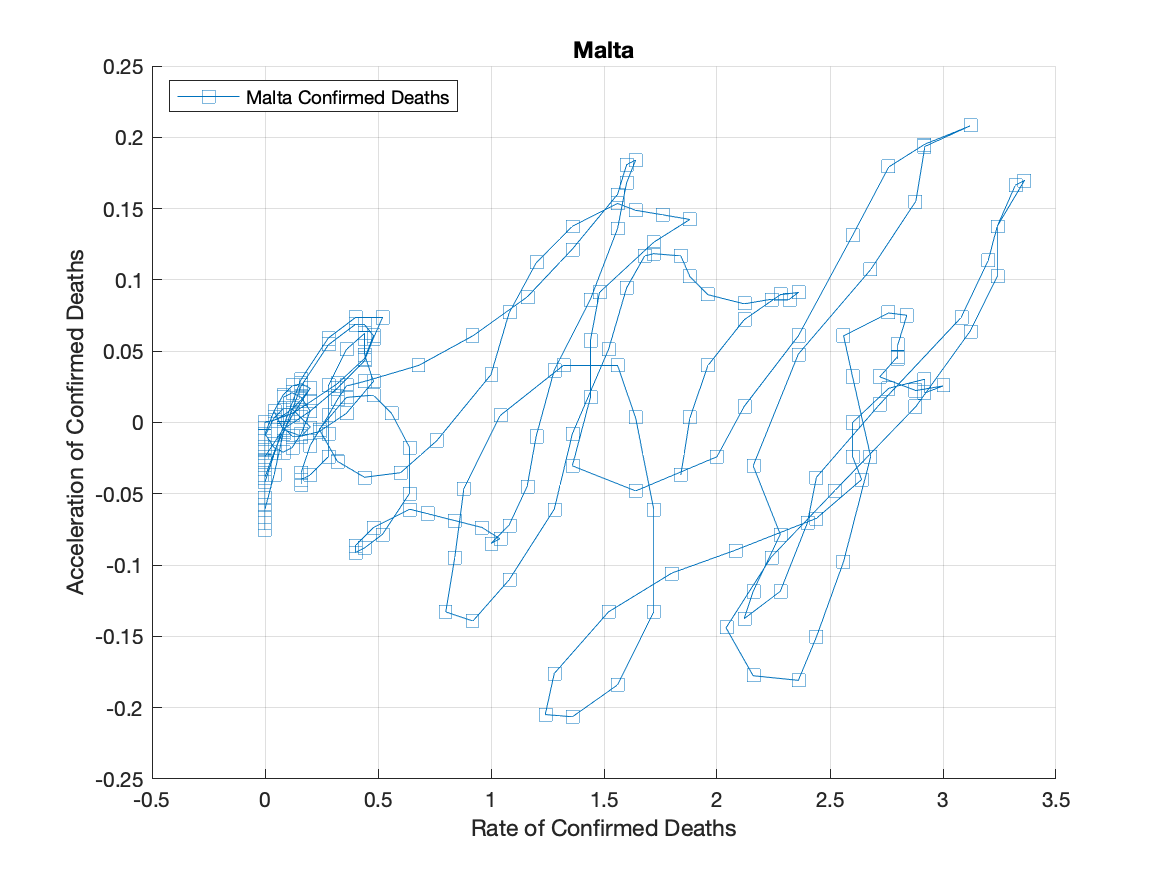 Malta
Malta Confirmed Deaths
0.25
0.2
0.15
0.1
0.05
0
-0.05
-0.1
-0.15
-0.2
-0.25
Acceleration of Confirmed Deaths
-0.5 0 0.5 1 1.5 2 2.5 3 3.5
Rate of Confirmed Deaths